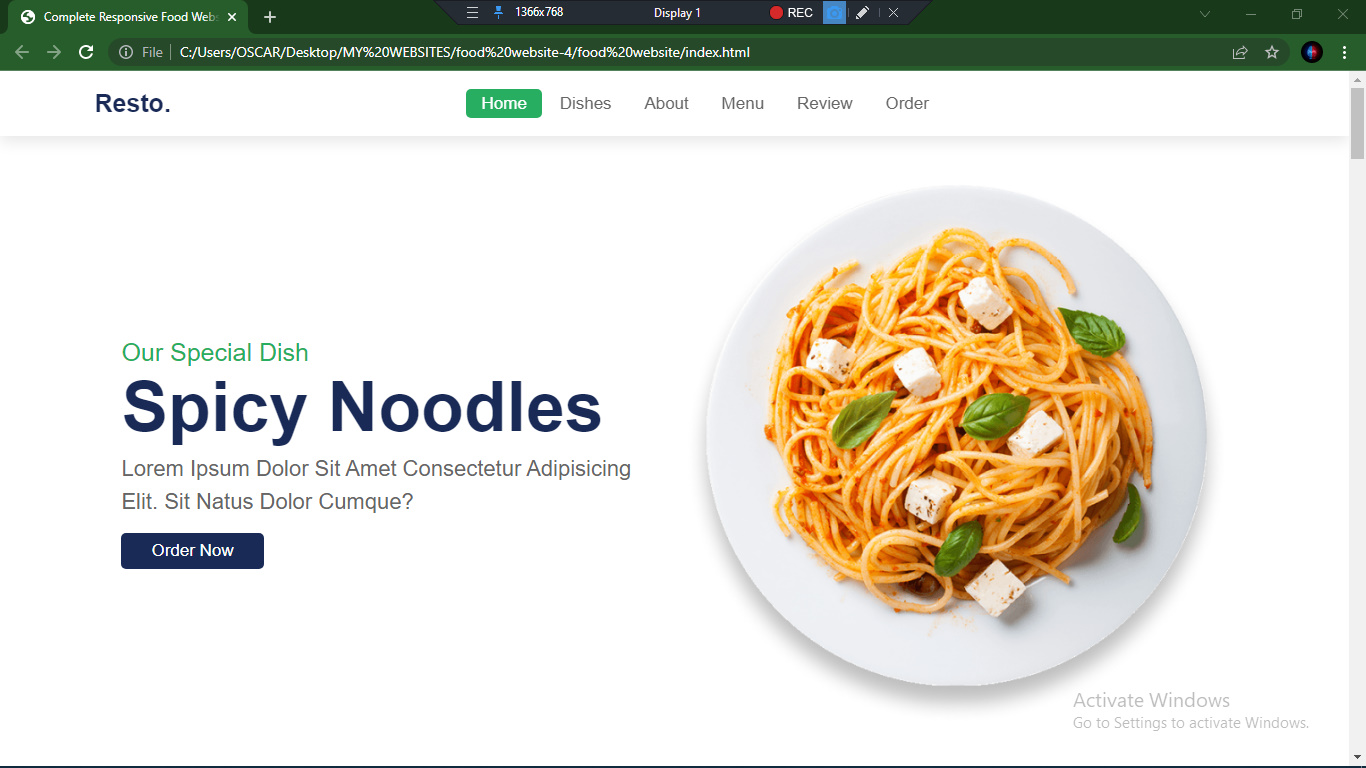 Complete Responsive Food Webs
1366x768
Display 1
REC
File
C:/Users/OSCAR/Desktop/MY%20WEBSITES/food%20website-4/food%20website/index.html
Resto.
Home
Dishes
About
Menu
Review
Order
Our Special Dish
Spicy Noodles
Lorem Ipsum Dolor Sit Amet Consectetur Adipisicing
Elit. Sit Natus Dolor Cumque?
Order Now
Activate Windows
Go to Settings to activate Windows.